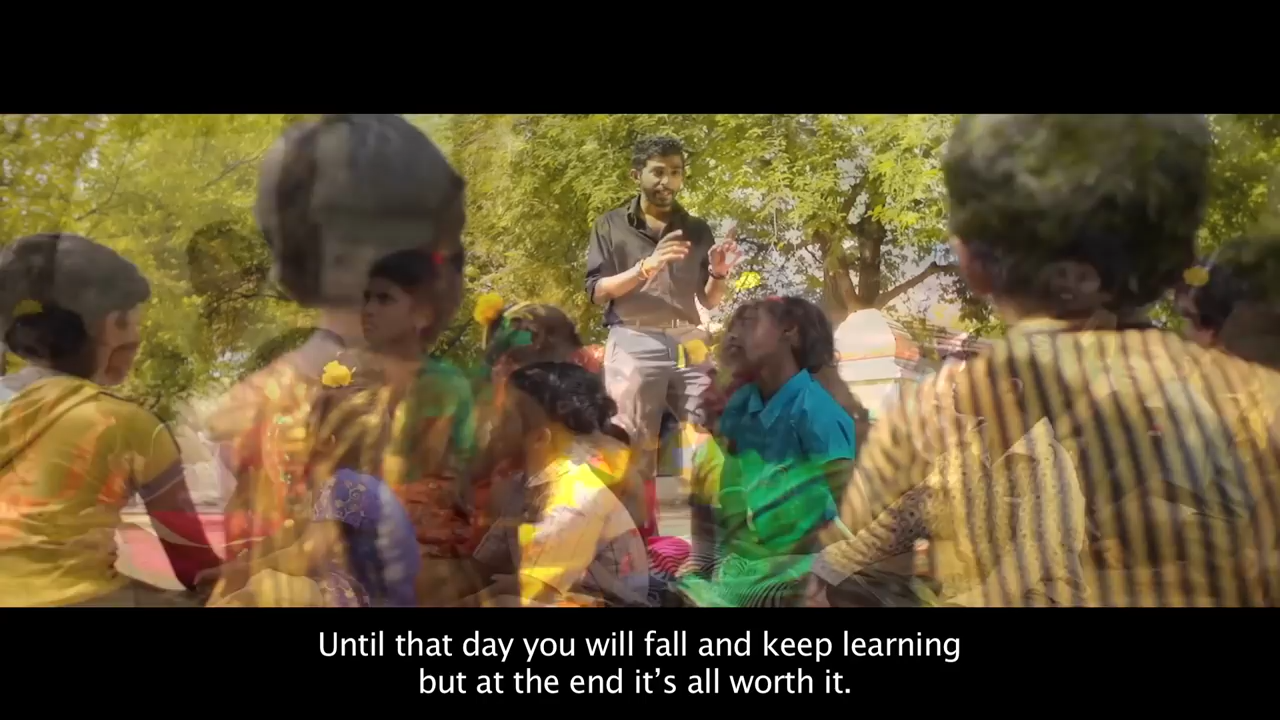 Until that day you will fall and keep learning
but at the end it's all worth it.